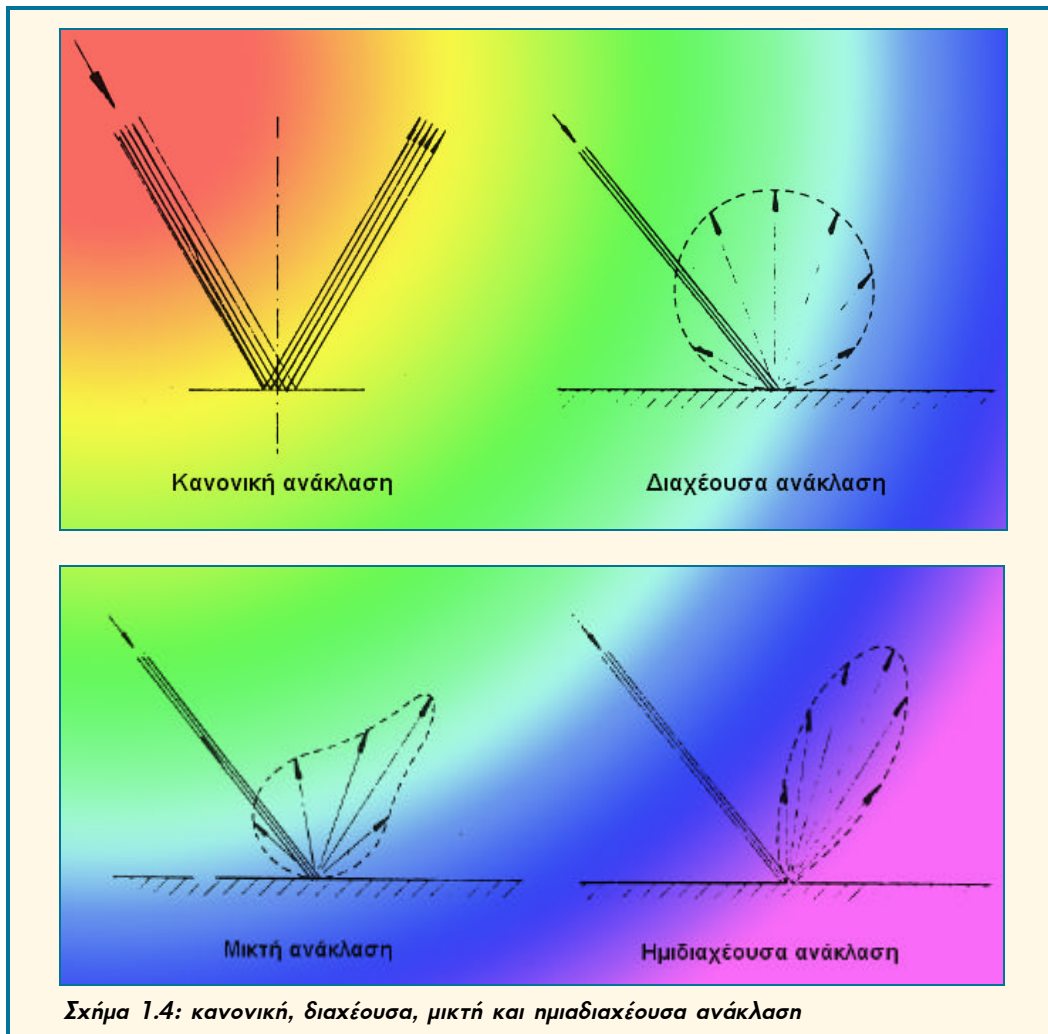 Κανονική ανάκλαση
Διαχέουσα ανάκλαση
Μικτή ανάκλαση
Ημιδιαχέουσα ανάκλαση
Σχήμα 1.4: κανονική, διαχέουσα, μικτή και ημιαδιαχέουσα ανάκλαση